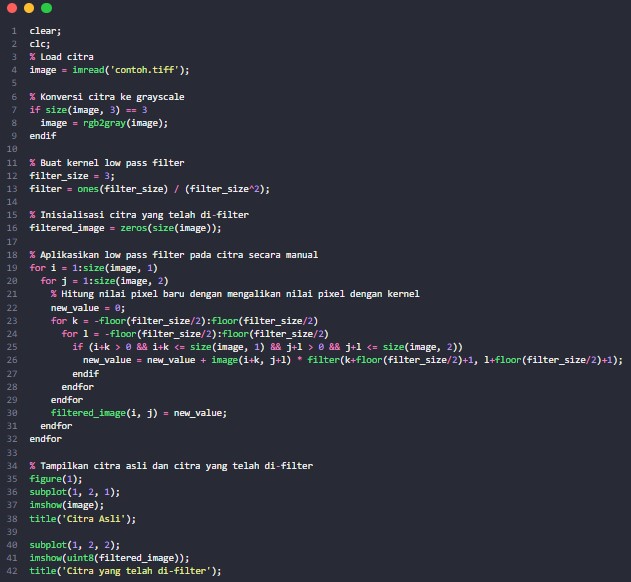 1 clear;
2 clc;
3 % Load citra
4 image = imread('contoh.tiff');
5
6 % Konversi citra ke grayscale
7 if size(image, 3) == 3
8   image = rgb2gray(image);
9 endif
10
11 % Buat kernel low pass filter
12 filter_size = 3;
13 filter = ones(filter_size) / (filter_size^2);
14
15 % Inisialisasi citra yang telah di-filter
16 filtered_image = zeros(size(image));
17
18 % Aplikasikan low pass filter pada citra secara manual
19 for i = 1:size(image, 1)
20   for j = 1:size(image, 2)
21     % Hitung nilai pixel baru dengan mengalikan nilai pixel dengan kernel
22     new_value = 0;
23     for k = -floor(filter_size/2):floor(filter_size/2)
24       for l = -floor(filter_size/2):floor(filter_size/2)
25         if (i+k > 0 && i+k <= size(image, 1) && j+l > 0 && j+l <= size(image, 2))
26           new_value = new_value + image(i+k, j+l) * filter(k+floor(filter_size/2)+1, l+floor(filter_size/2)+1);
27         endif
28       endfor
29     endfor
30     filtered_image(i, j) = new_value;
31   endfor
32 endfor
33
34 % Tampilkan citra asli dan citra yang telah di-filter
35 figure(1);
36 subplot(1, 2, 1);
37 imshow(image);
38 title('Citra Asli');
39
40 subplot(1, 2, 2);
41 imshow(uint8(filtered_image));
42 title('Citra yang telah di-filter');